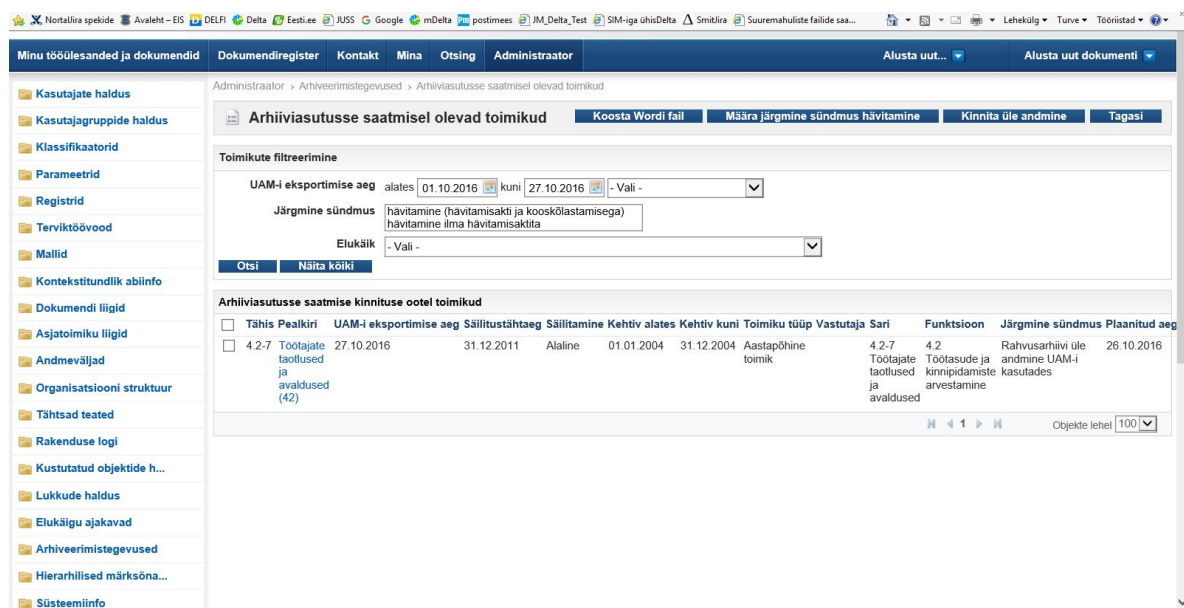 NortalJira spekide Avaleht – EIS DELFI Delta Eesti.ee JUSS Google mDelta postimees JM_Delta_Test SIM-iga ühisDelta SmitJira Suuremahuliste failide saa... Lehekülg Turve Tööriistad
Minu tööülesanded ja dokumendid Dokumendiregister Kontakt Mina Otsing Administraator Alusta uut... Alusta uut dokumenti
Kasutajate haldus
Kasutajagruppide haldus
Klassifikaatorid
Parameetrid
Registrid
Terviktöövood
Mallid
Kontekstitundlik abiinfo
Dokumendi liigid
Asjatoimiku liigid
Andmeväljad
Organisatsiooni struktuur
Tähtsad teated
Rakenduse logi
Kustutatud objektide h...
Lukkude haldus
Elukäigu ajakavad
Arhiveerimistegevused
Hierarhilised märksõna...
Süsteemiinfo
Administraator > Arhiveerimistegevused > Arhiiviasutusse saatmisel olevad toimikud
Arhiiviasutusse saatmisel olevad toimikud Koosta Wordi fail Määra järgmine sündmus hävitamine Kinnita üle andmine Tagasi
Toimikute filtreerimine
UAM-i eksportimise aeg alates 01.10.2016 kuni 27.10.2016 - Vali -
Järgmine sündmus hävitamine (hävitamisakti ja kooskõlastamisega)
hävitamine ilma hävitamisaktita
Elukäik - Vali -
Otsi Näita kõiki
Arhiiviasutusse saatmise kinnituse ootel toimikud
Tähis Pealkiri UAM-i eksportimise aeg Säilitustähtaeg Säilitamine Kehtiv alates Kehtiv kuni Toimiku tüüp Vastutaja Sari Funktsioon Järgmine sündmus Plaanitud aeg
4.2-7 Töötajate 27.10.2016 31.12.2011 Alaline 01.01.2004 31.12.2004 Aastapõhine 4.2-7 4.2 Rahvusarhiivi üle 26.10.2016
taotlused toimik Töötajate Töötasude ja andmine UAM-i
ja taotlused kinnipidamiste kasutades
avaldused ja arvestamine
(42) avaldused
1 Objekte lehel 100